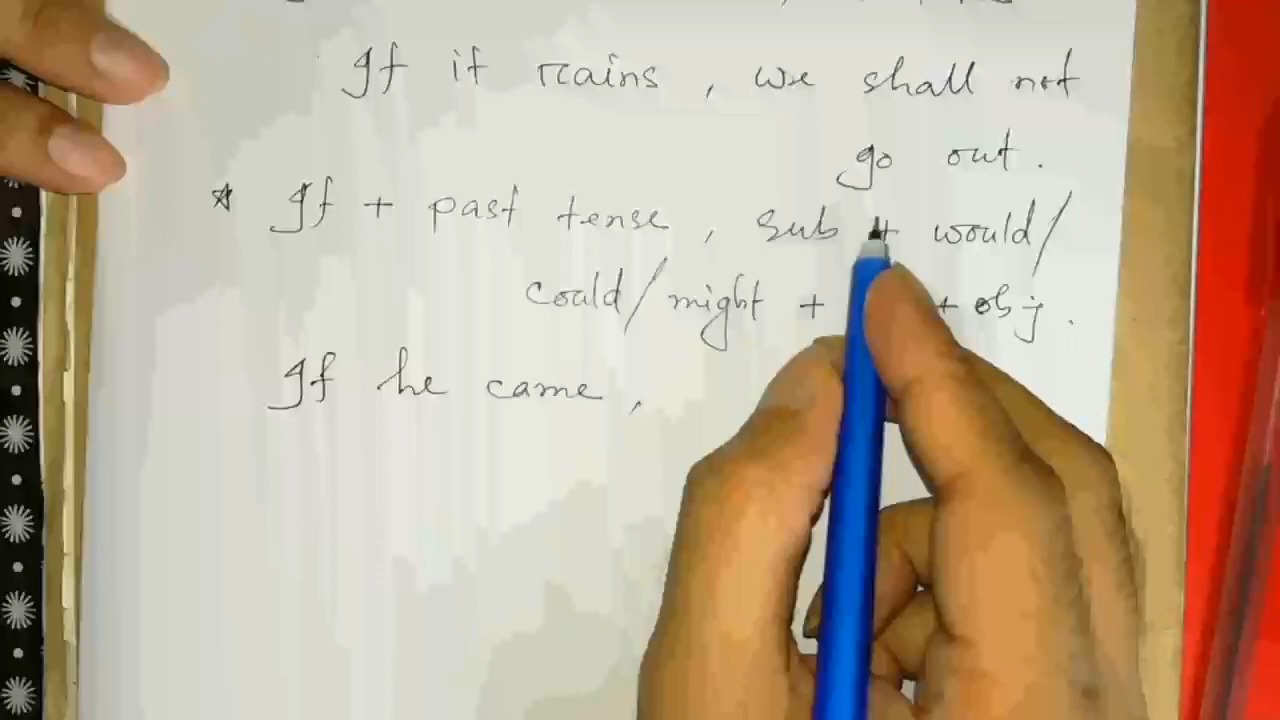 If it rains, we shall not
go out.
* If + past tense, sub + would/
could/might + + obj.
If he came,